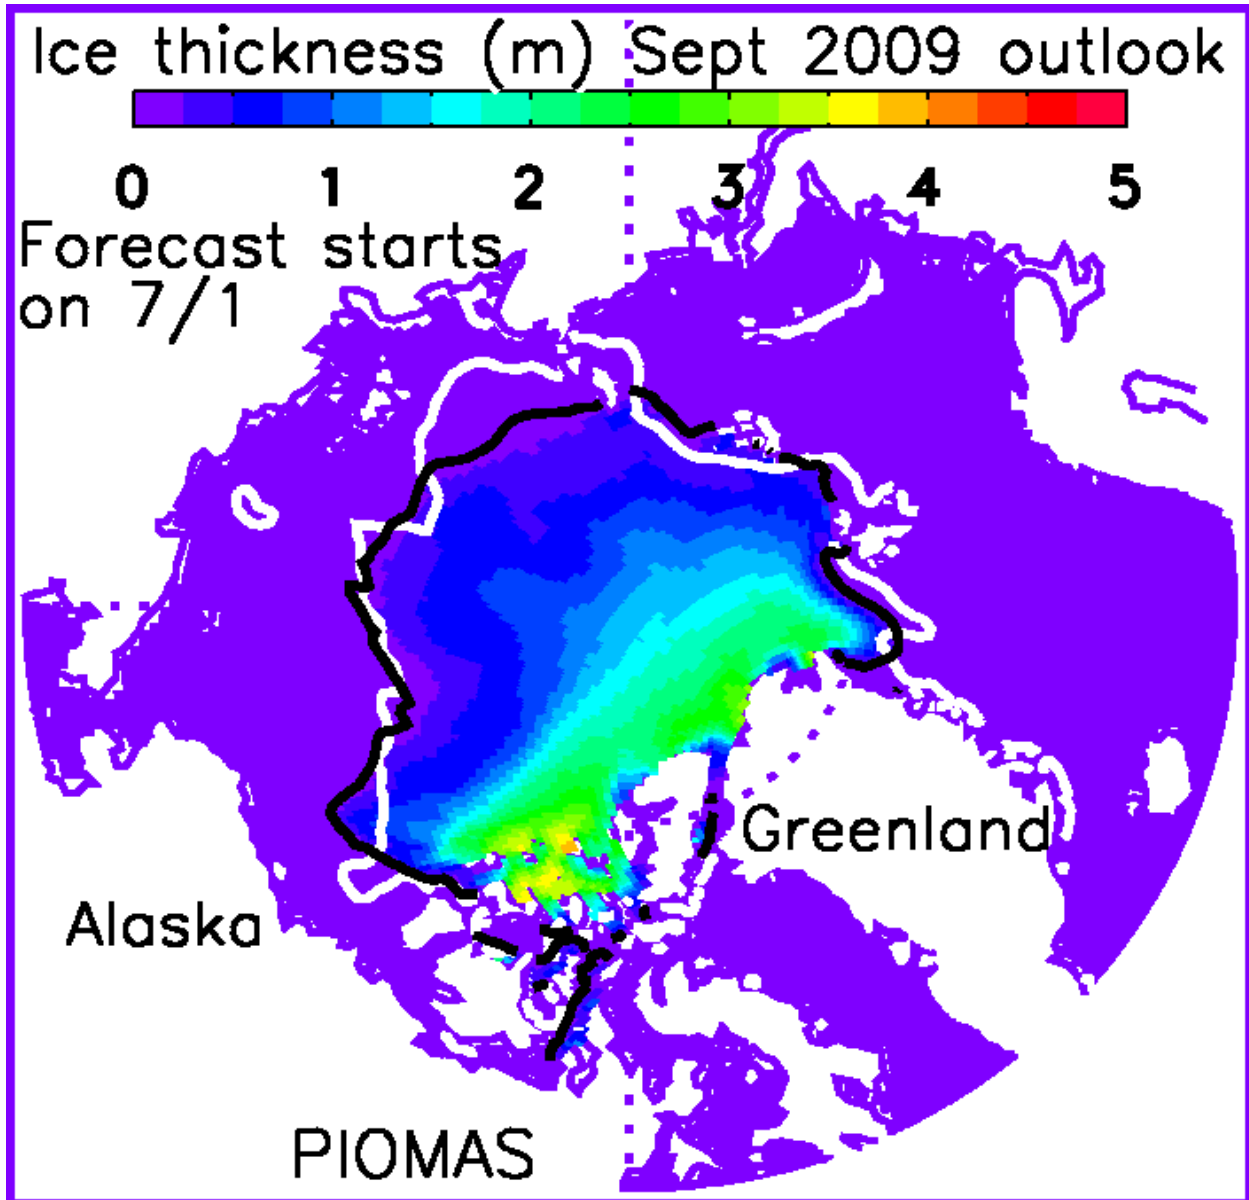 Ice thickness (m) Sept 2009 outlook
0 1 2 3 4 5
Forecast starts
on 7/1
Greenland
Alaska
PIOMAS